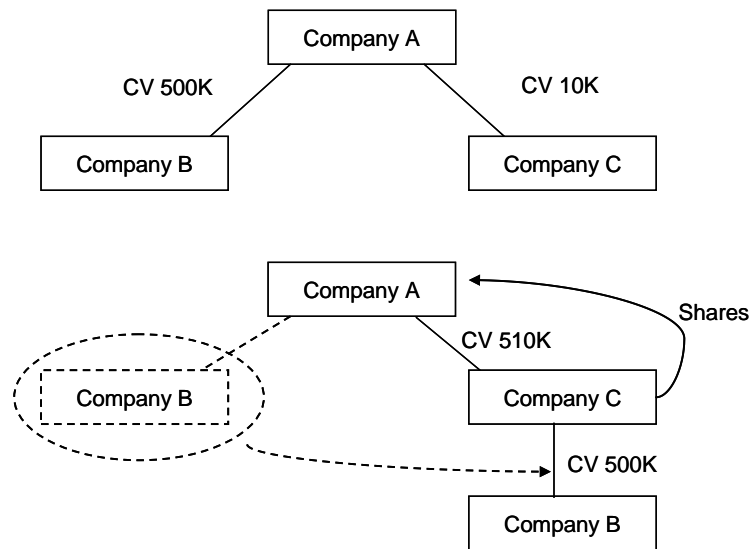 Company A
CV 500K
CV 10K
Company B
Company C
Company A
Shares
CV 510K
Company B
Company C
CV 500K
Company B